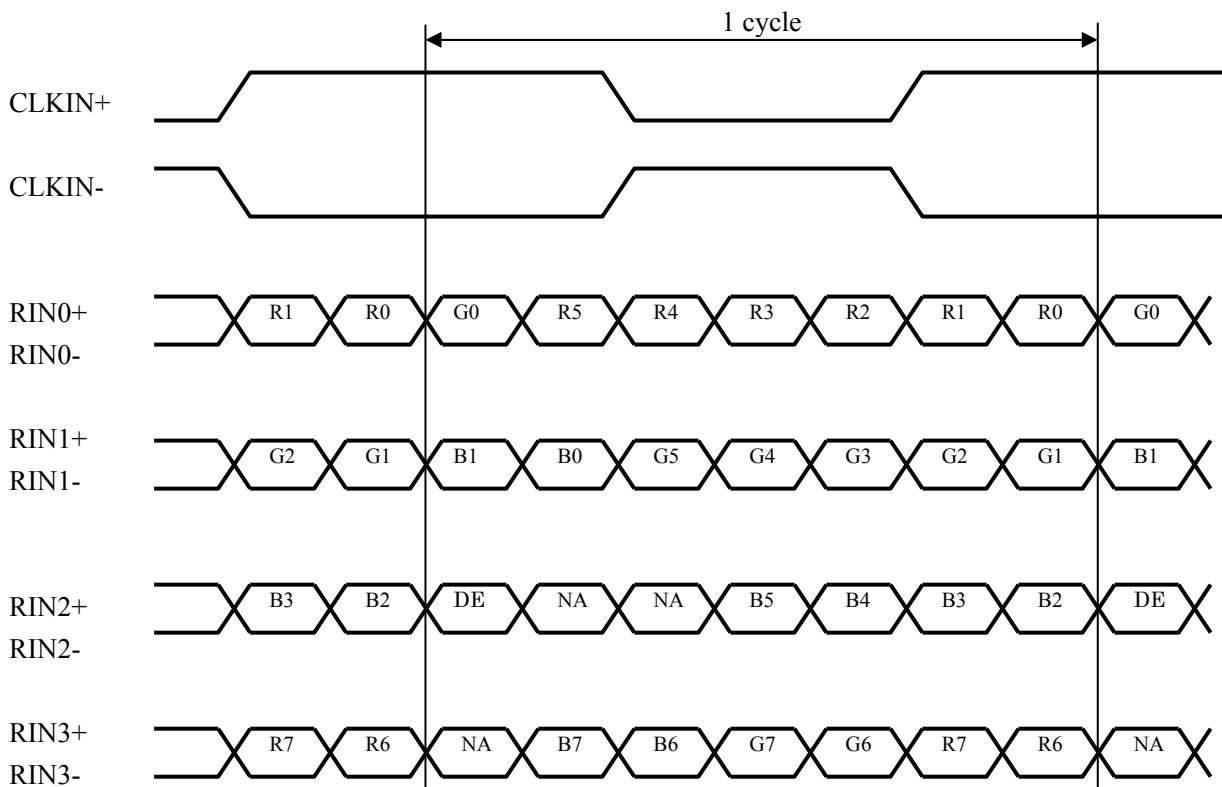 1 cycle
CLKIN+
CLKIN-
RIN0+
R1 R0 G0 R5 R4 R3 R2 R1 R0 G0
RIN0-
RIN1+
G2 G1 B1 B0 G5 G4 G3 G2 G1 B1
RIN1-
RIN2+
B3 B2 DE NA NA B5 B4 B3 B2 DE
RIN2-
RIN3+
R7 R6 NA B7 B6 G7 G6 R7 R6 NA
RIN3-